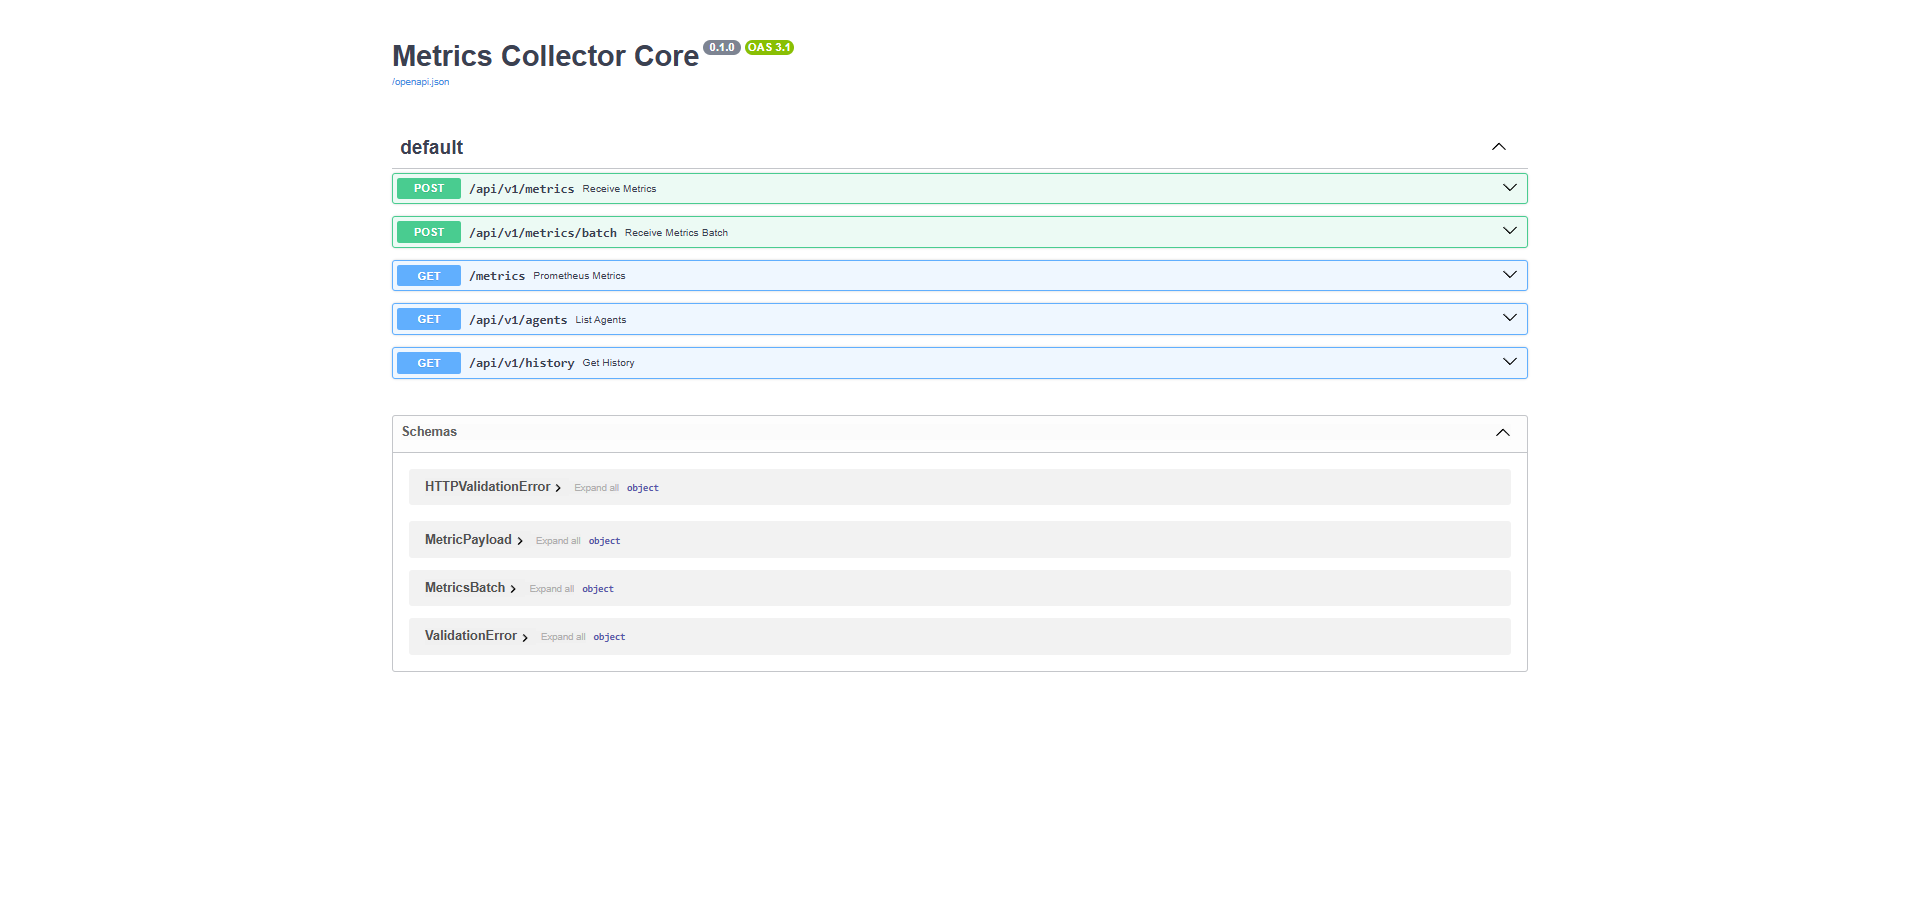 Metrics Collector Core 0.1.0 OAS 3.1
/openapi.json
default
POST /api/v1/metrics Receive Metrics
POST /api/v1/metrics/batch Receive Metrics Batch
GET /metrics Prometheus Metrics
GET /api/v1/agents List Agents
GET /api/v1/history Get History
Schemas
HTTPValidationError Expand all object
MetricPayload Expand all object
MetricsBatch Expand all object
ValidationError Expand all object